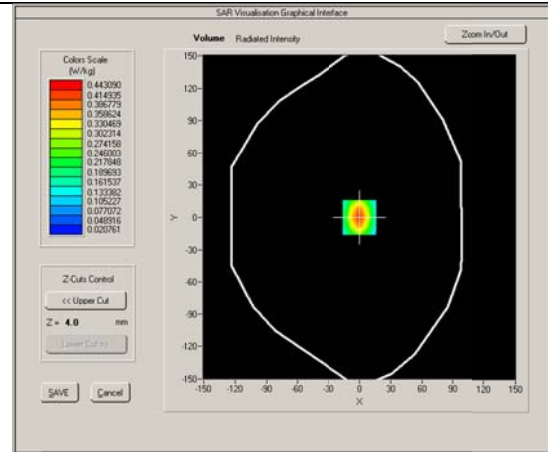 SAR Visualisation Graphical Interface
Volume Radiated Intensity
Zoom In/Out
Colors Scale
(W/kg)
0.443090
0.414935
0.386779
0.358624
0.330469
0.302314
0.274158
0.246003
0.217848
0.189693
0.161537
0.133382
0.105227
0.077072
0.048916
0.020761
150-
120-
90-
60-
30-
Y 0-
-30-
-60-
-90-
-120-
-150-
-150 -120 -90 -60 -30 0 30 60 90 120 150
X
Z-Cuts Control
<< Upper Cut
Z = 4.0 mm
Lower Cut >>
SAVE Cancel